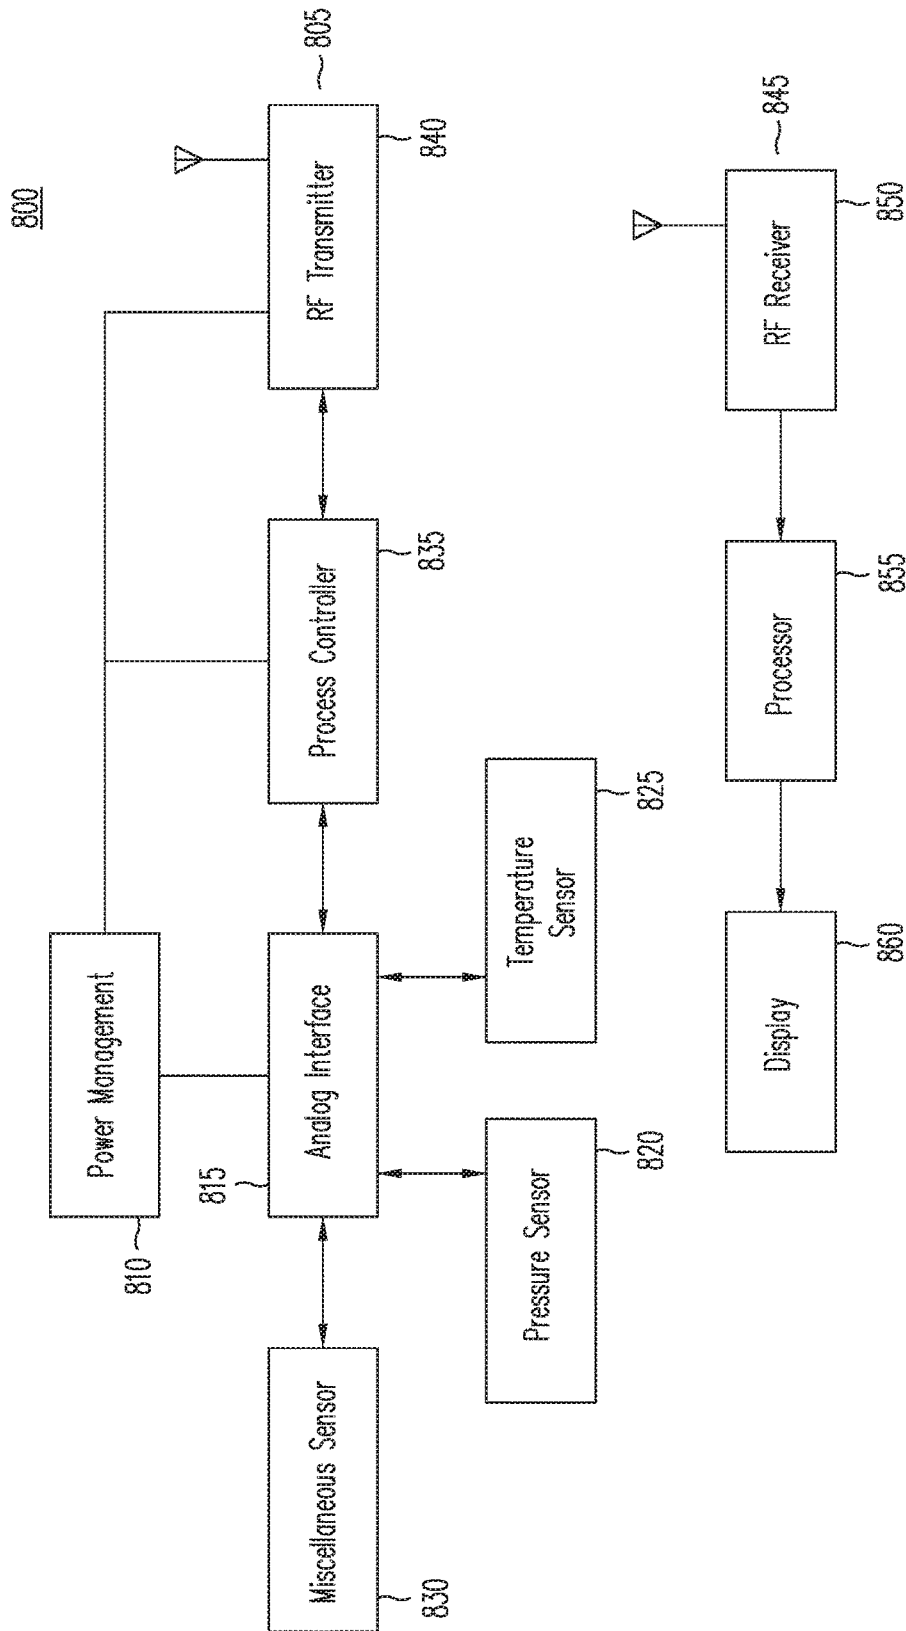 800
Power Management
810
805
Miscellaneous Sensor
830
Analog Interface
815
Process Controller
835
RF Transmitter
840
Pressure Sensor
820
Temperature
Sensor
825
845
Display
860
Processor
855
RF Receiver
850